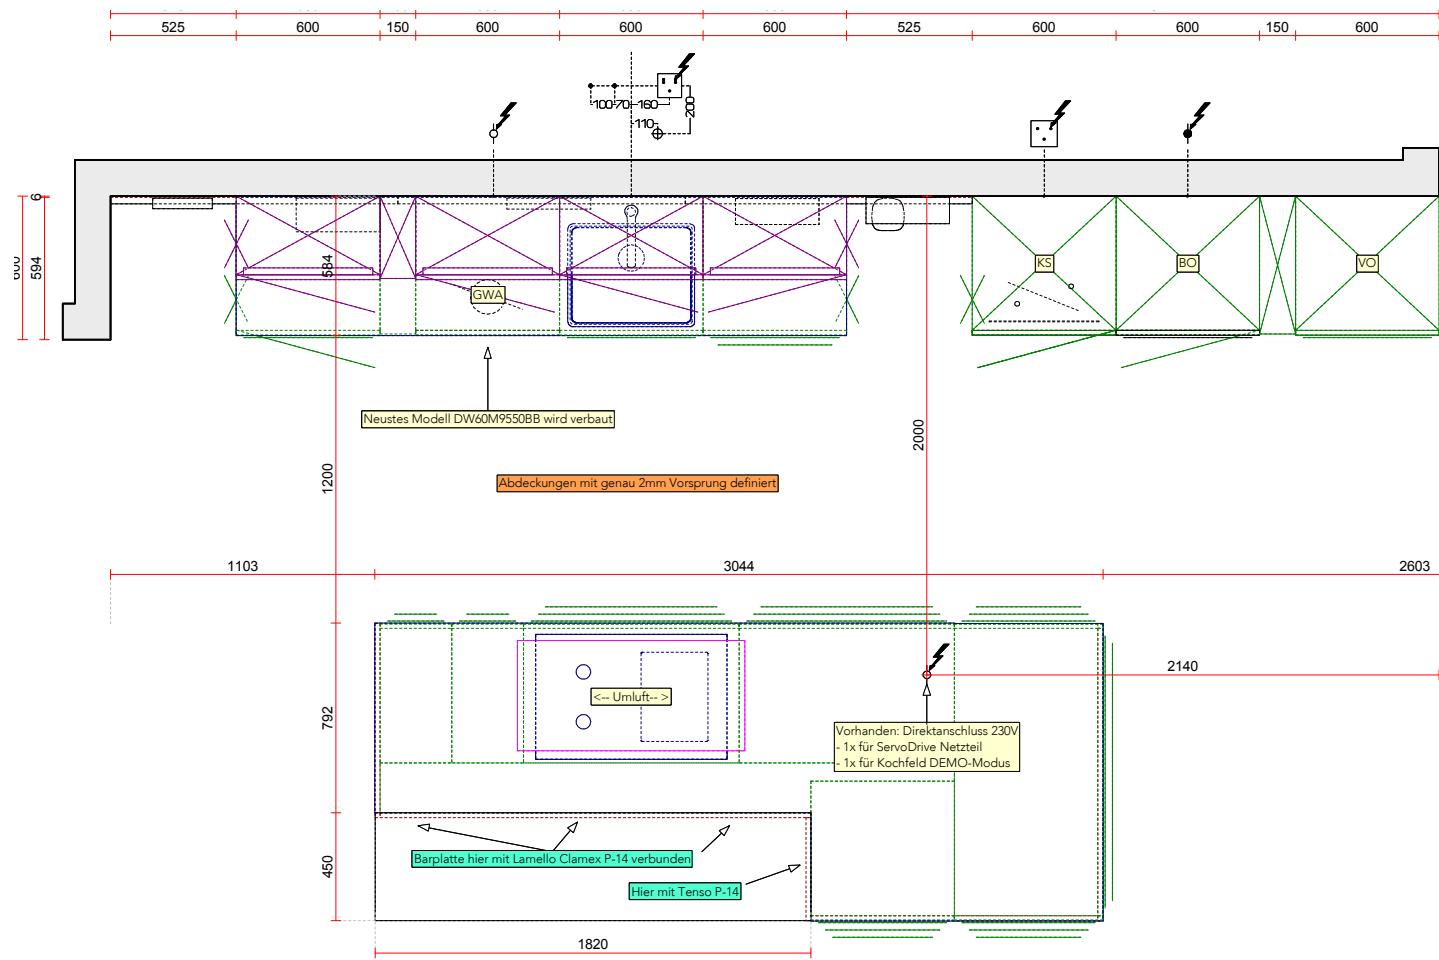 525 600 150 600 600 600 525 600 600 150 600
100 70 160
200
110
6
600
594
584
KS
BO
VO
GWA
Neustes Modell DW60M9550BB wird verbaut
2000
1200
Abdeckungen mit genau 2mm Vorsprung definiert
1103 3044 2603
2140
<-- Umluft-- >
792
Vorhanden: Direktanschluss 230V
- 1x für ServoDrive Netzteil
- 1x für Kochfeld DEMO-Modus
450
Barplatte hier mit Lamello Clamex P-14 verbunden
Hier mit Tenso P-14
1820